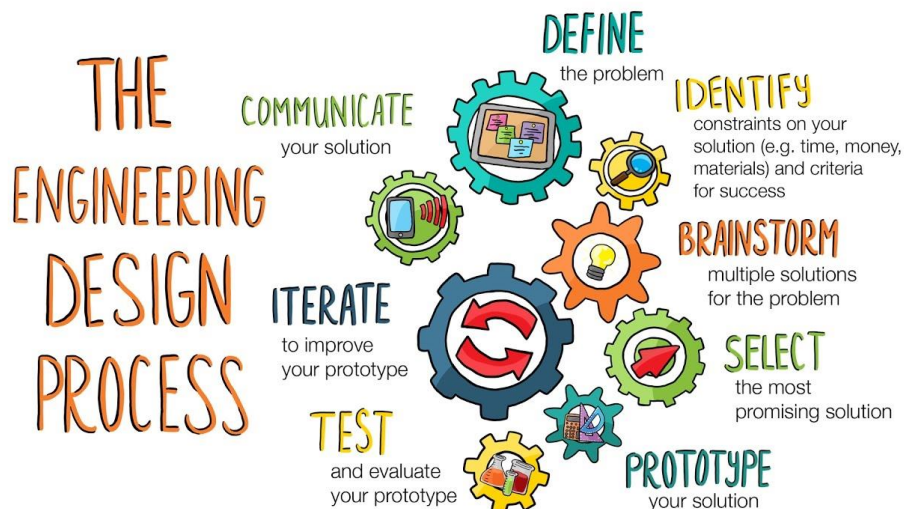 THE
ENGINEERING
DESIGN
PROCESS
DEFINE
the problem
IDENTIFY
constraints on your
solution (e.g. time, money,
materials) and criteria
for success
BRAINSTORM
multiple solutions
for the problem
SELECT
the most
promising solution
PROTOTYPE
your solution
TEST
and evaluate
your prototype
ITERATE
to improve
your prototype
COMMUNICATE
your solution